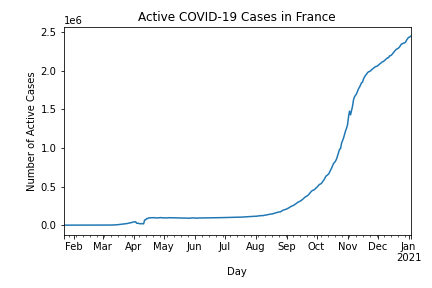 Active COVID-19 Cases in France
1e6
2.5
2.0
1.5
1.0
0.5
0.0
Number of Active Cases
Feb Mar Apr May Jun Jul Aug Sep Oct Nov Dec Jan
2021
Day